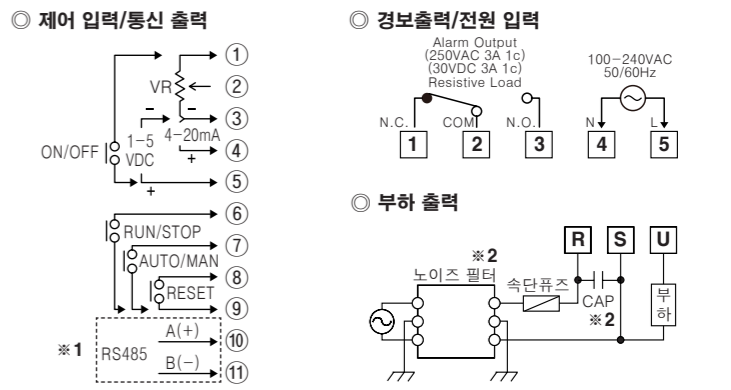 ◎ 제어 입력/통신 출력
①
VR
②
③
1-5
VDC
4-20mA
ON/OFF
④
⑤
-
-
+
+
⑥
RUN/STOP
⑦
AUTO/MAN
⑧
RESET
⑨
※1
RS485
A(+)
⑩
B(-)
⑪
◎ 경보출력/전원 입력
Alarm Output
(250VAC 3A 1c)
(30VDC 3A 1c)
Resistive Load
100-240VAC
50/60Hz
N.C.
COM
N.O.
N
L
1
2
3
4
5
◎ 부하 출력
R
S
U
※2
노이즈 필터
속단퓨즈
CAP
※2
부하